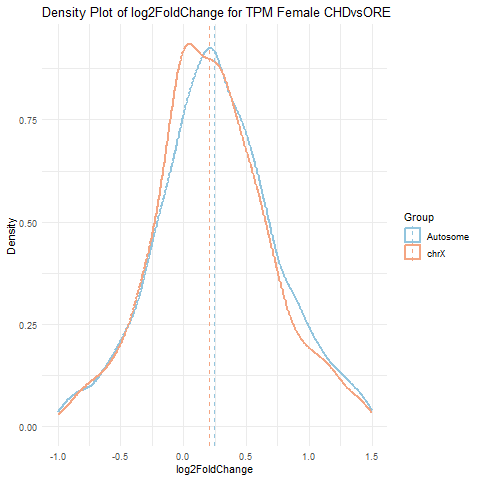 Density Plot of log2FoldChange for TPM Female CHDvsORE
0.75
0.50
0.25
0.00
Density
-1.0 -0.5 0.0 0.5 1.0 1.5
log2FoldChange
Group
Autosome
chrX